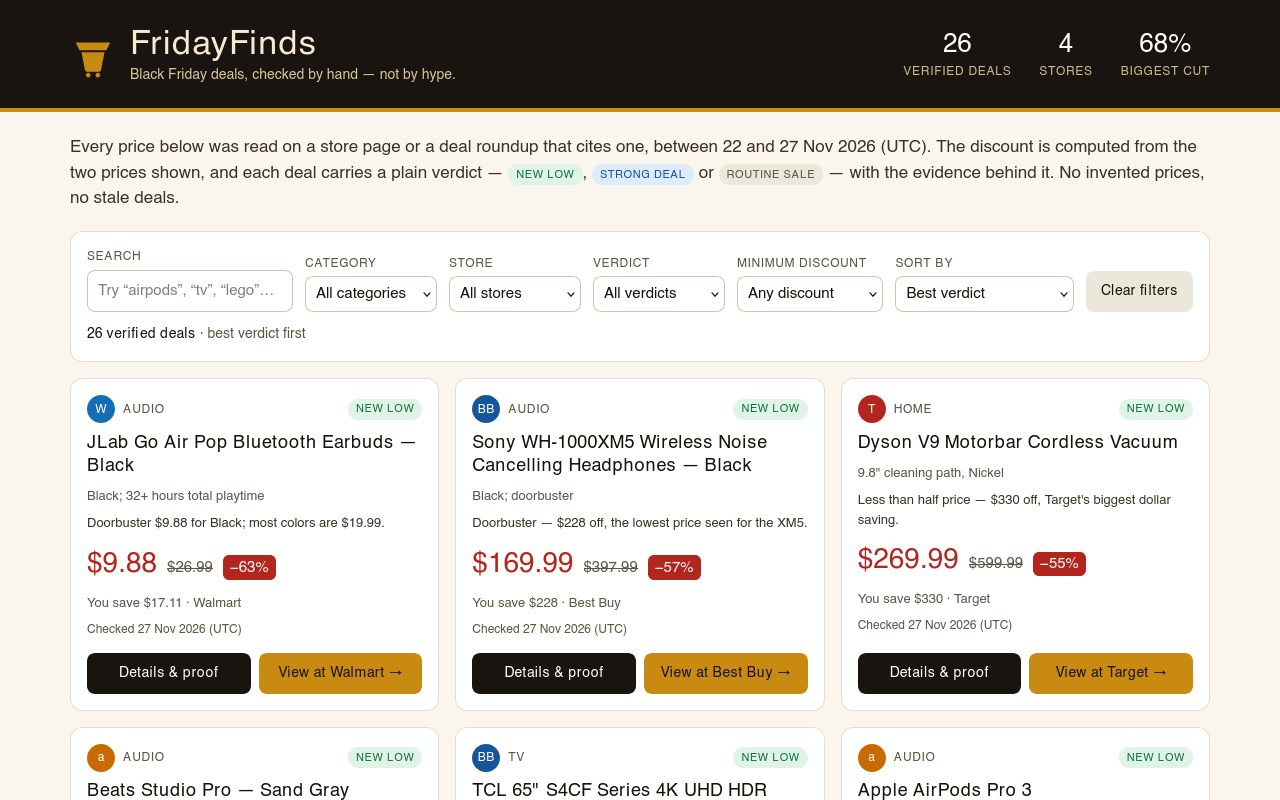 FridayFinds
Black Friday deals, checked by hand — not by hype.
26
VERIFIED DEALS
4
STORES
68%
BIGGEST CUT
Every price below was read on a store page or a deal roundup that cites one, between 22 and 27 Nov 2026 (UTC). The discount is computed from the
two prices shown, and each deal carries a plain verdict — NEW LOW, STRONG DEAL or ROUTINE SALE — with the evidence behind it. No invented prices,
no stale deals.
SEARCH
Try “airpods”, “tv”, “lego”…
CATEGORY
All categories
STORE
All stores
VERDICT
All verdicts
MINIMUM DISCOUNT
Any discount
SORT BY
Best verdict
Clear filters
26 verified deals · best verdict first
W AUDIO NEW LOW
JLab Go Air Pop Bluetooth Earbuds —
Black
Black; 32+ hours total playtime
Doorbuster $9.88 for Black; most colors are $19.99.
$9.88 $26.99 −63%
You save $17.11 · Walmart
Checked 27 Nov 2026 (UTC)
Details & proof
View at Walmart →
BB AUDIO NEW LOW
Sony WH-1000XM5 Wireless Noise
Cancelling Headphones — Black
Black; doorbuster
Doorbuster — $228 off, the lowest price seen for the XM5.
$169.99 $397.99 −57%
You save $228 · Best Buy
Checked 27 Nov 2026 (UTC)
Details & proof
View at Best Buy →
T HOME NEW LOW
Dyson V9 Motorbar Cordless Vacuum
9.8" cleaning path, Nickel
Less than half price — $330 off, Target's biggest dollar
saving.
$269.99 $599.99 −55%
You save $330 · Target
Checked 27 Nov 2026 (UTC)
Details & proof
View at Target →
a AUDIO NEW LOW
Beats Studio Pro — Sand Gray
BB TV NEW LOW
TCL 65" S4CF Series 4K UHD HDR
a AUDIO NEW LOW
Apple AirPods Pro 3